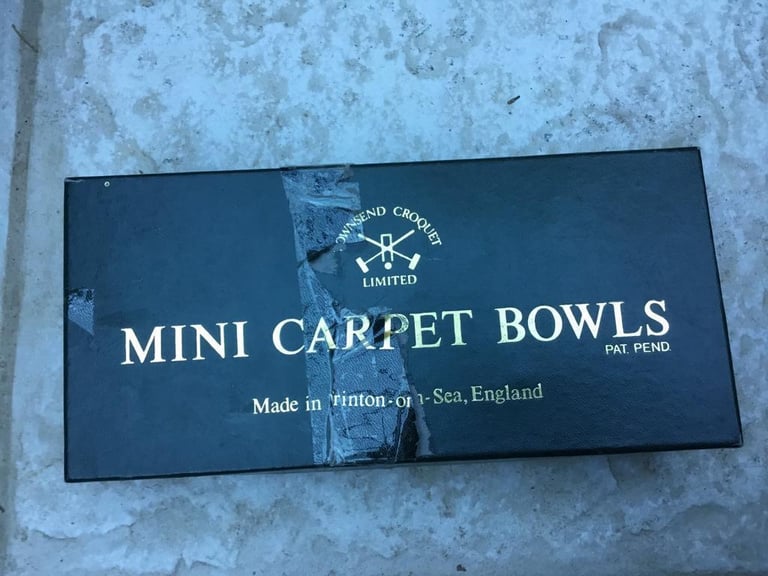 OWNSEND CROQUET
LIMITED
MINI CARPET BOWLS
PAT. PEND.
Made in rinton-on-Sea, England